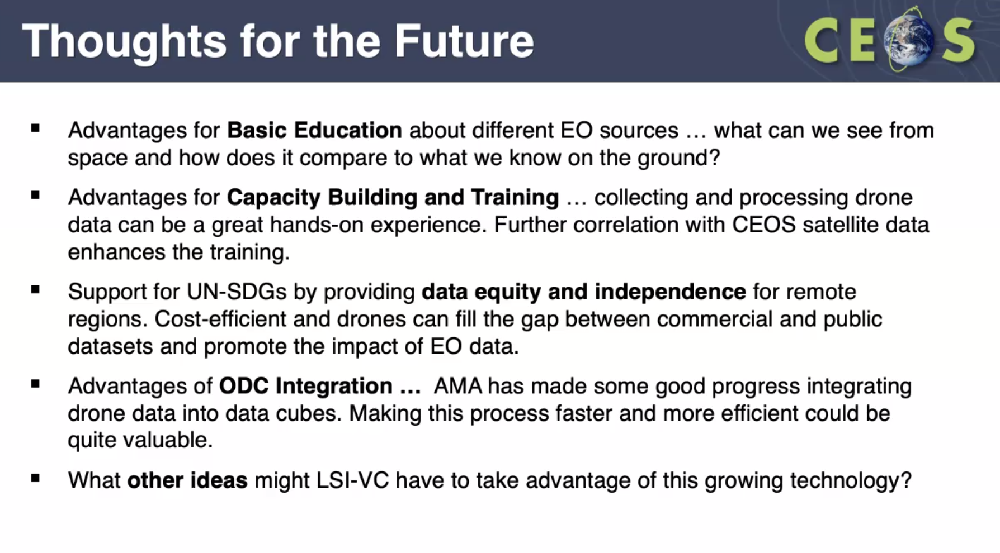 Thoughts for the Future
CEOS
▪ Advantages for Basic Education about different EO sources … what can we see from
space and how does it compare to what we know on the ground?
▪ Advantages for Capacity Building and Training … collecting and processing drone
data can be a great hands-on experience. Further correlation with CEOS satellite data
enhances the training.
▪ Support for UN-SDGs by providing data equity and independence for remote
regions. Cost-efficient and drones can fill the gap between commercial and public
datasets and promote the impact of EO data.
▪ Advantages of ODC Integration … AMA has made some good progress integrating
drone data into data cubes. Making this process faster and more efficient could be
quite valuable.
▪ What other ideas might LSI-VC have to take advantage of this growing technology?